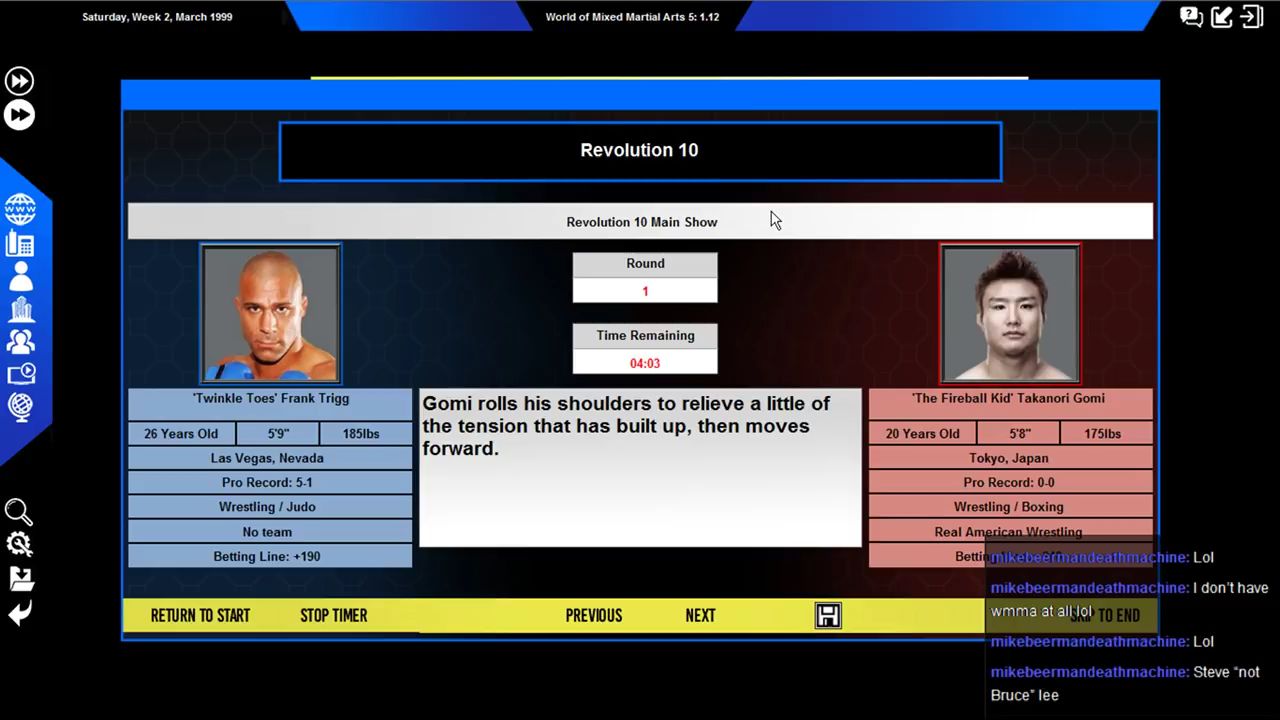 Saturday, Week 2, March 1999
World of Mixed Martial Arts 5: 1.12
Revolution 10
Revolution 10 Main Show
Round
1
Time Remaining
04:03
'Twinkle Toes' Frank Trigg
26 Years Old 5'9" 185lbs
Las Vegas, Nevada
Pro Record: 5-1
Wrestling / Judo
No team
Betting Line: +190
Gomi rolls his shoulders to relieve a little of
the tension that has built up, then moves
forward.
'The Fireball Kid' Takanori Gomi
20 Years Old 5'8" 175lbs
Tokyo, Japan
Pro Record: 0-0
Wrestling / Boxing
Real American Wrestling
RETURN TO START STOP TIMER PREVIOUS NEXT SKIP TO END
mikebeermandeathmachine: Lol
mikebeermandeathmachine: I don't have
wmma at all lol
mikebeermandeathmachine: Lol
mikebeermandeathmachine: Steve “not
Bruce” lee
www